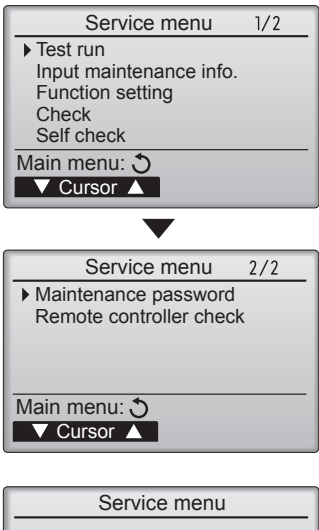 Service menu 1/2
Test run
Input maintenance info.
Function setting
Check
Self check
Main menu:
▼ Cursor ▲
Service menu 2/2
Maintenance password
Remote controller check
Main menu:
▼ Cursor ▲
Service menu